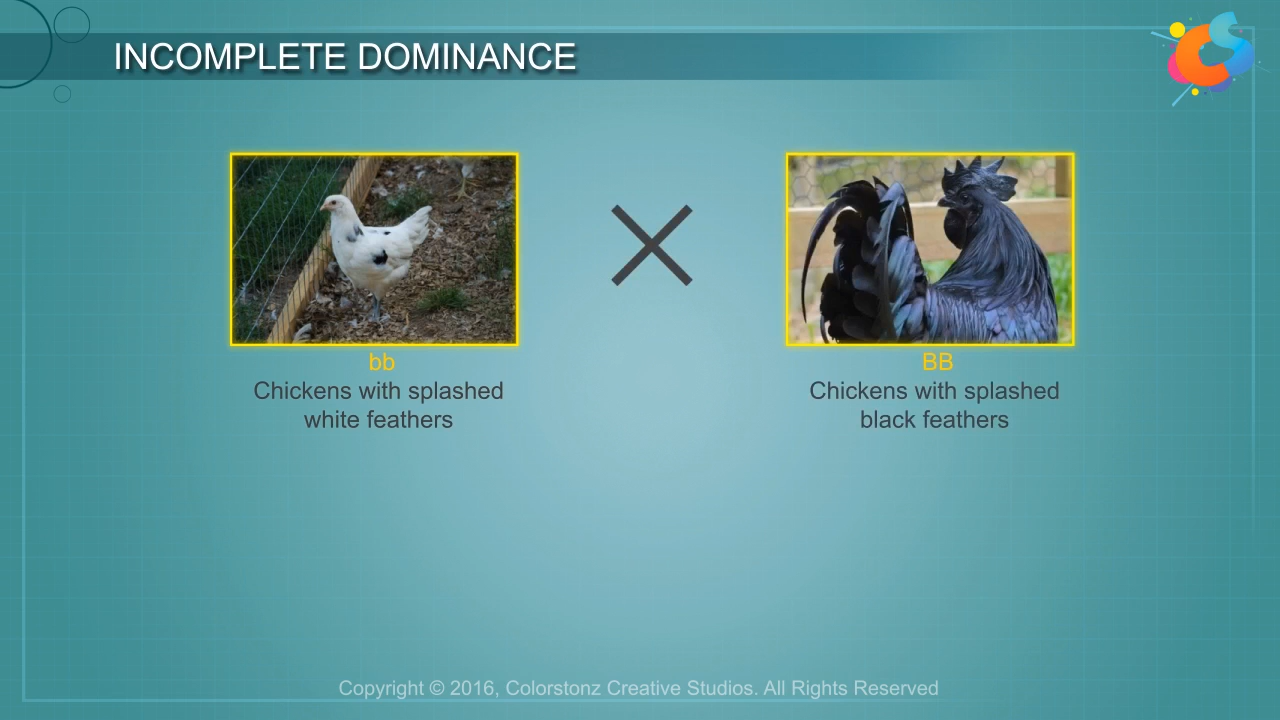 INCOMPLETE DOMINANCE
bb
Chickens with splashed
white feathers
BB
Chickens with splashed
black feathers
Copyright © 2016, Colorstonz Creative Studios. All Rights Reserved